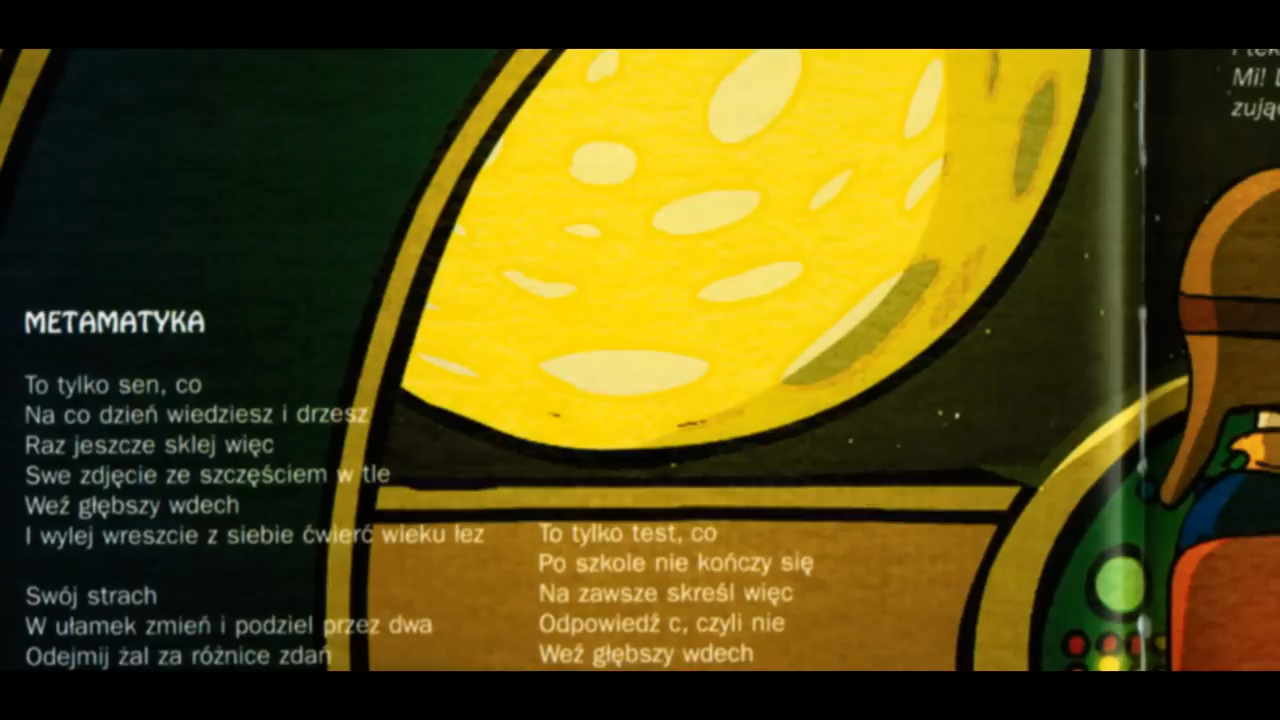 METAMATYKA
To tylko sen, co
Na co dzień wiedziesz i drzesz
Raz jeszcze sklej więc
Swe zdjęcie ze szczęściem w tle
Weź głębszy wdech
I wylej wreszcie z siebie ćwierć wieku łez
Swój strach
W ułamek zmień i podziel przez dwa
Odejmij żal za różnice zdań
To tylko test, co
Po szkole nie kończy się
Na zawsze skreśl więc
Odpowiedź c, czyli nie
Weź głębszy wdech
Mi!